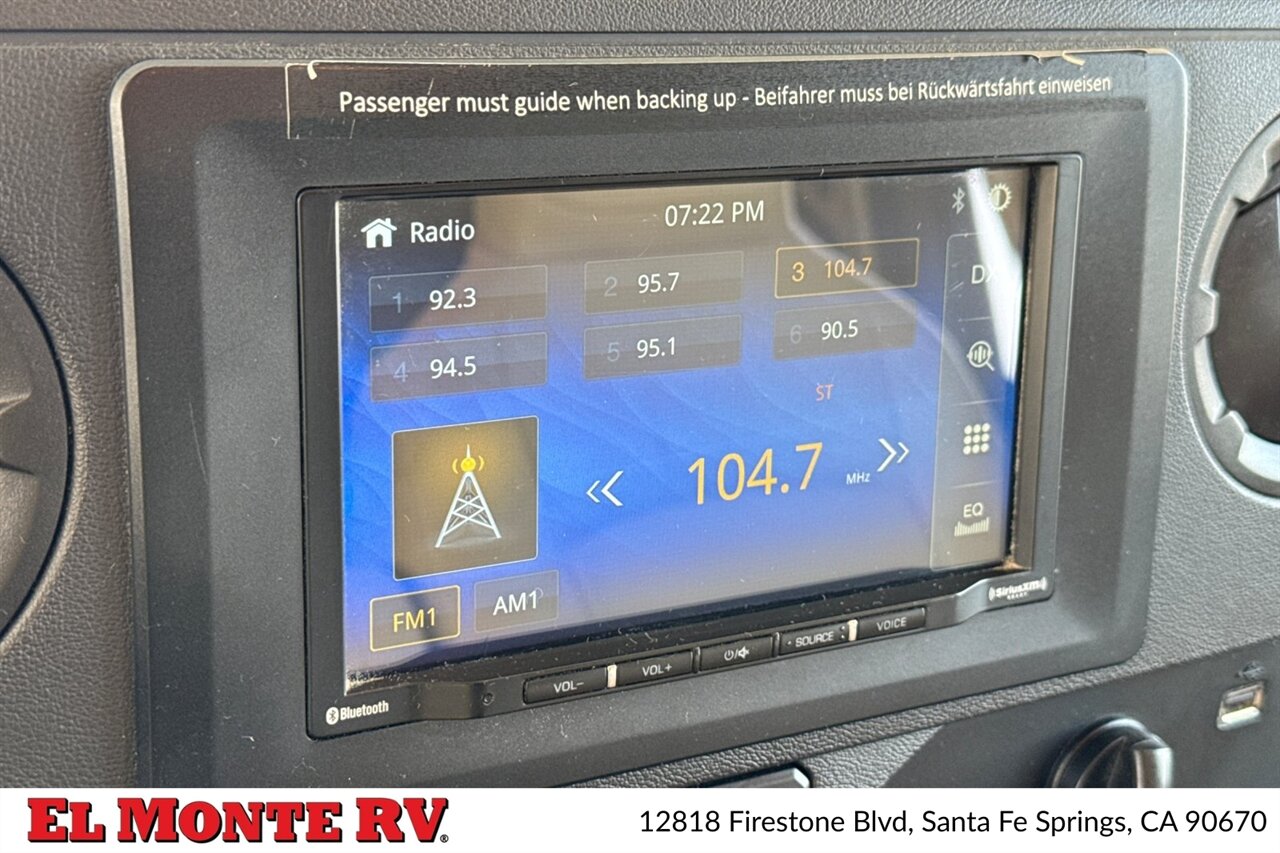 Passenger must guide when backing up - Beifahrer muss bei Rückwärtsfahrt einweisen
Radio
07:22 PM
1 92.3
2 95.7
3 104.7
4 94.5
5 95.1
6 90.5
ST
104.7 MHz
FM1
AM1
EQ
VOL-
VOL+
SOURCE
VOICE
Bluetooth
SiriusXM
READY
EL MONTE RV®
12818 Firestone Blvd, Santa Fe Springs, CA 90670